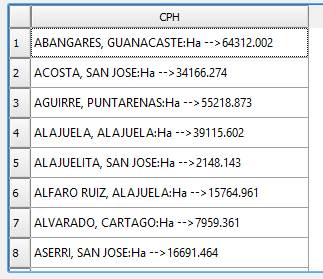 CPH
1 ABANGARES, GUANACASTE:Ha -->64312.002
2 ACOSTA, SAN JOSE:Ha -->34166.274
3 AGUIRRE, PUNTARENAS:Ha -->55218.873
4 ALAJUELA, ALAJUELA:Ha -->39115.602
5 ALAJUELITA, SAN JOSE:Ha -->2148.143
6 ALFARO RUIZ, ALAJUELA:Ha -->15764.961
7 ALVARADO, CARTAGO:Ha -->7959.361
8 ASERRI, SAN JOSE:Ha -->16691.464